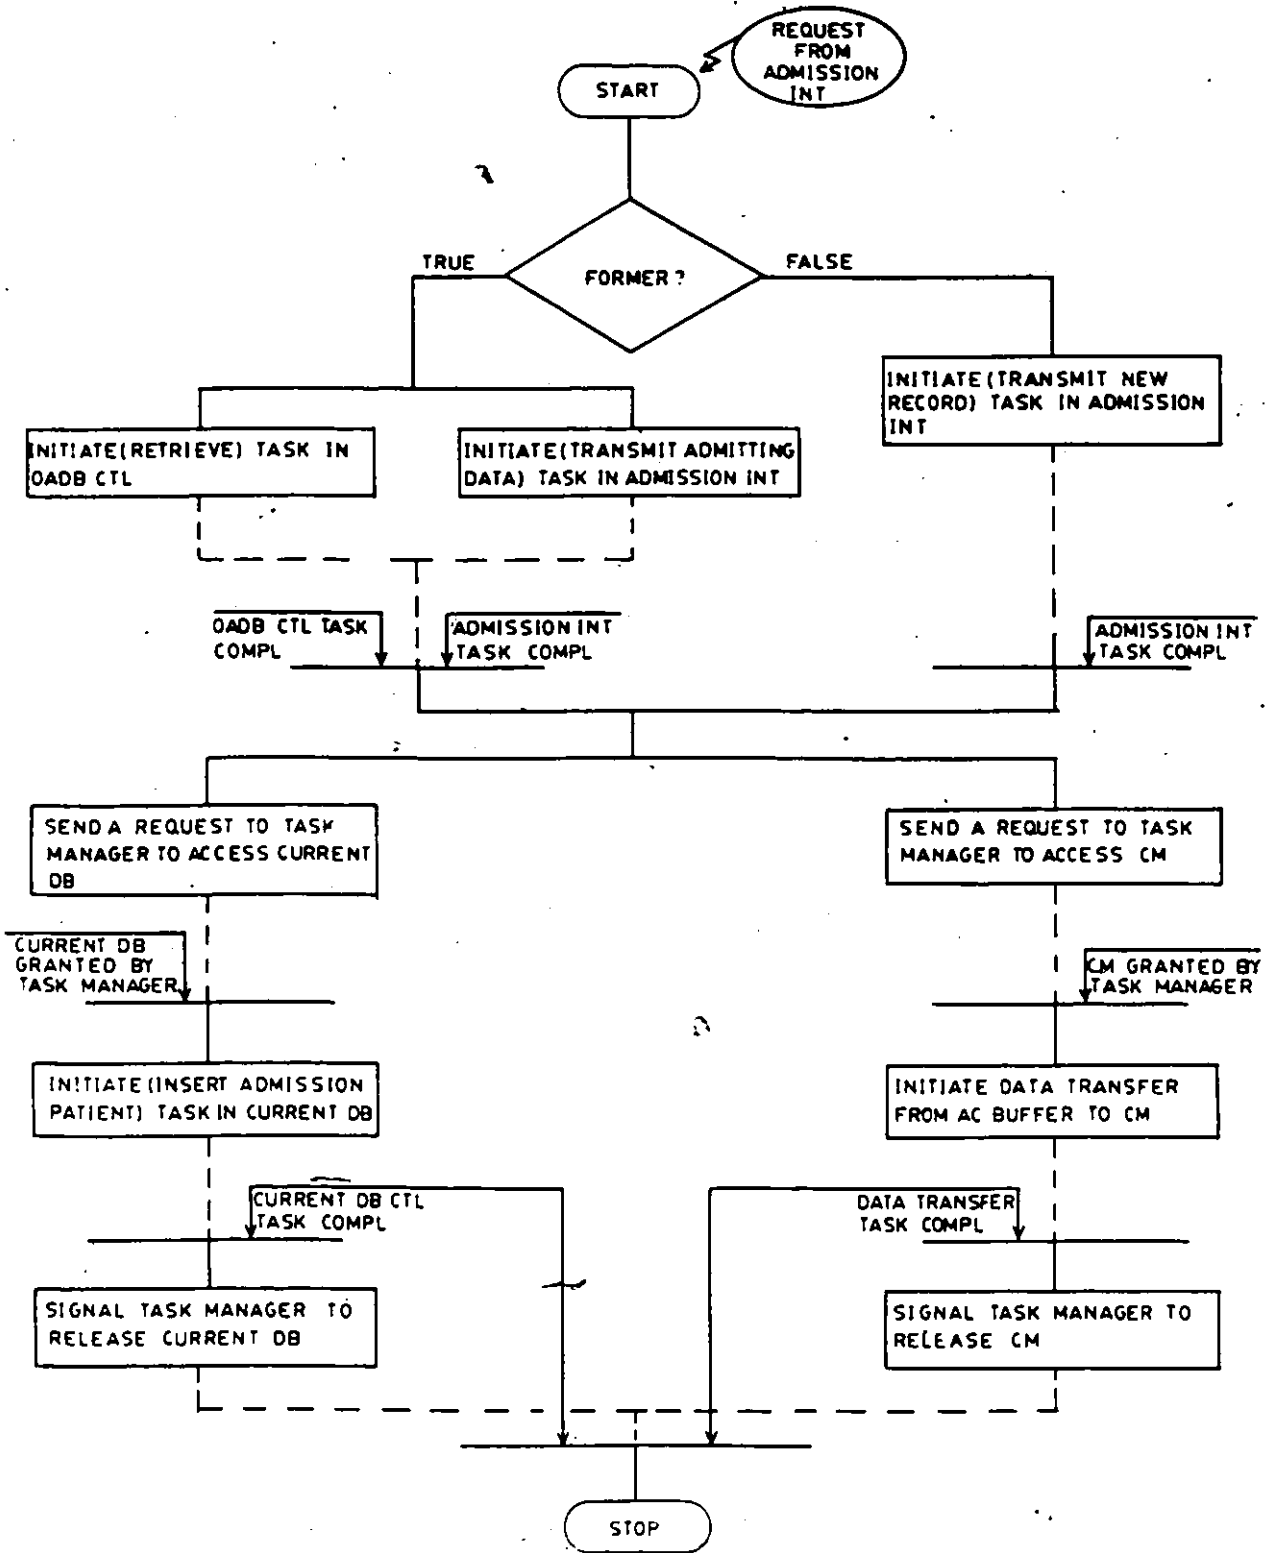 REQUEST
FROM
ADMISSION
INT
START
TRUE
FORMER ?
FALSE
INITIATE(TRANSMIT NEW
RECORD) TASK IN ADMISSION
INT
INITIATE(RETRIEVE) TASK IN
OADB CTL
INITIATE(TRANSMIT ADMITTING
DATA) TASK IN ADMISSION INT
OADB CTL TASK
COMPL
ADMISSION INT
TASK COMPL
ADMISSION INT
TASK COMPL
SEND A REQUEST TO TASK
MANAGER TO ACCESS CURRENT
DB
SEND A REQUEST TO TASK
MANAGER TO ACCESS CM
CURRENT DB
GRANTED BY
TASK MANAGER
CM GRANTED BY
TASK MANAGER
INITIATE(INSERT ADMISSION
PATIENT) TASK IN CURRENT DB
INITIATE DATA TRANSFER
FROM AC BUFFER TO CM
CURRENT DB CTL
TASK COMPL
DATA TRANSFER
TASK COMPL
SIGNAL TASK MANAGER TO
RELEASE CURRENT DB
SIGNAL TASK MANAGER TO
RELEASE CM
STOP